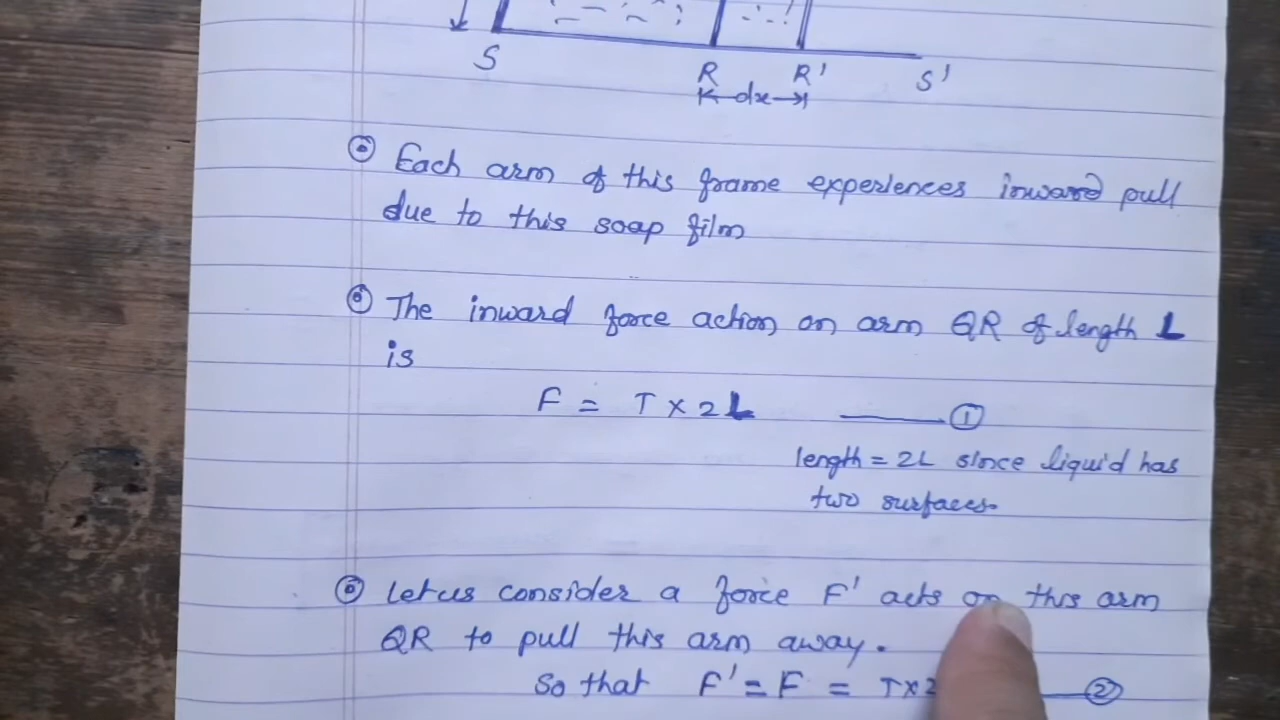 S R R' S'
dx
Each arm of this frame experiences inward pull
due to this soap film
The inward force action on arm QR of length L
is
F = T × 2L ——— ①
length = 2L since liquid has
two surfaces
Let us consider a force F' acts on this arm
QR to pull this arm away.
So that F' = F = T×2 ——— ②